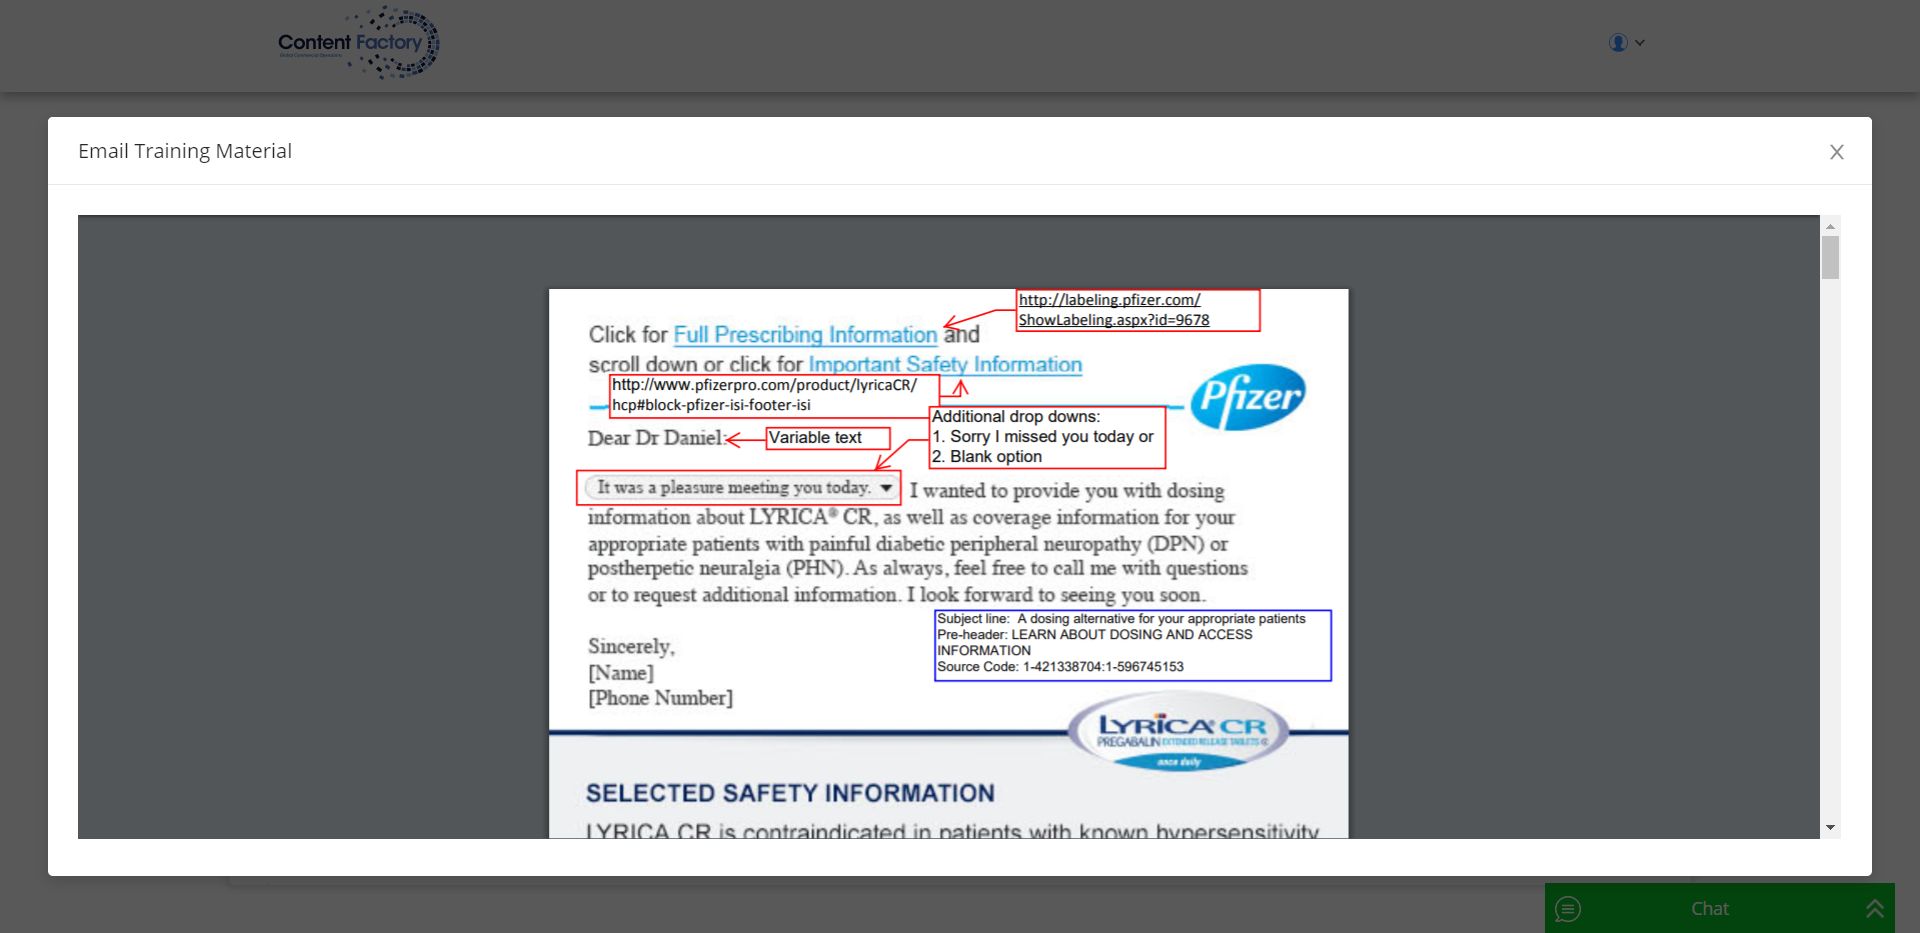 Content Factory
Email Training Material
X
http://labeling.pfizer.com/
ShowLabeling.aspx?id=9678
Click for Full Prescribing Information and
scroll down or click for Important Safety Information
http://www.pfizerpro.com/product/lyricaCR/
hcp#block-pfizer-isi-footer-isi
Pfizer
Additional drop downs:
1. Sorry I missed you today or
2. Blank option
Dear Dr Daniel:
Variable text
It was a pleasure meeting you today. I wanted to provide you with dosing
information about LYRICA® CR, as well as coverage information for your
appropriate patients with painful diabetic peripheral neuropathy (DPN) or
postherpetic neuralgia (PHN). As always, feel free to call me with questions
or to request additional information. I look forward to seeing you soon.
Subject line: A dosing alternative for your appropriate patients
Pre-header: LEARN ABOUT DOSING AND ACCESS
INFORMATION
Source Code: 1-421338704:1-596745153
Sincerely,
[Name]
[Phone Number]
LYRICA® CR
PREGABALIN EXTENDED RELEASE TABLETS
once daily
SELECTED SAFETY INFORMATION
LYRICA CR is contraindicated in patients with known hypersensitivity
Chat